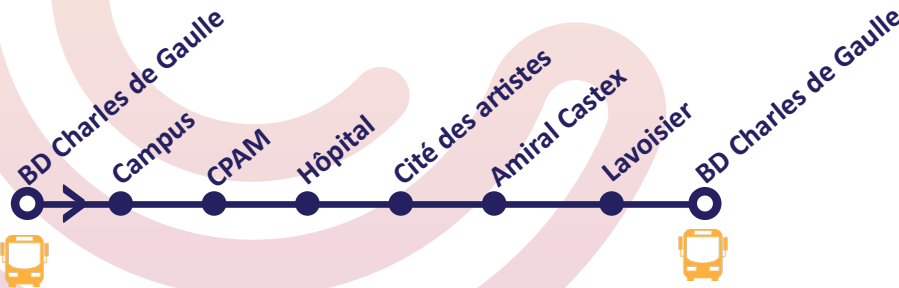 BD Charles de Gaulle
Campus
CPAM
Hôpital
Cité des artistes
Amiral Castex
Lavoisier
BD Charles de Gaulle